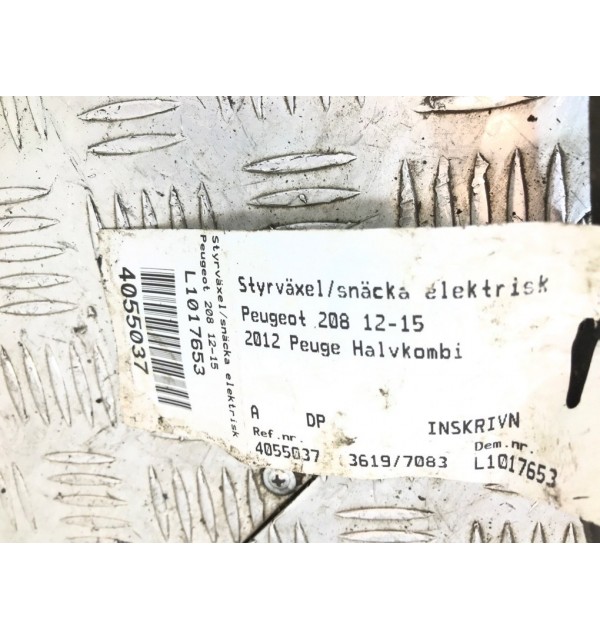 Styrväxel/snäcka elektrisk
Peugeot 208 12-15
2012 Peuge Halvkombi
A DP INSKRIVN
Ref.nr. Dem.nr.
4055037 3619/7083 L1017653
Styrväxel/snäcka elektrisk
Peugeot 208 12-15
L1017653
4055037